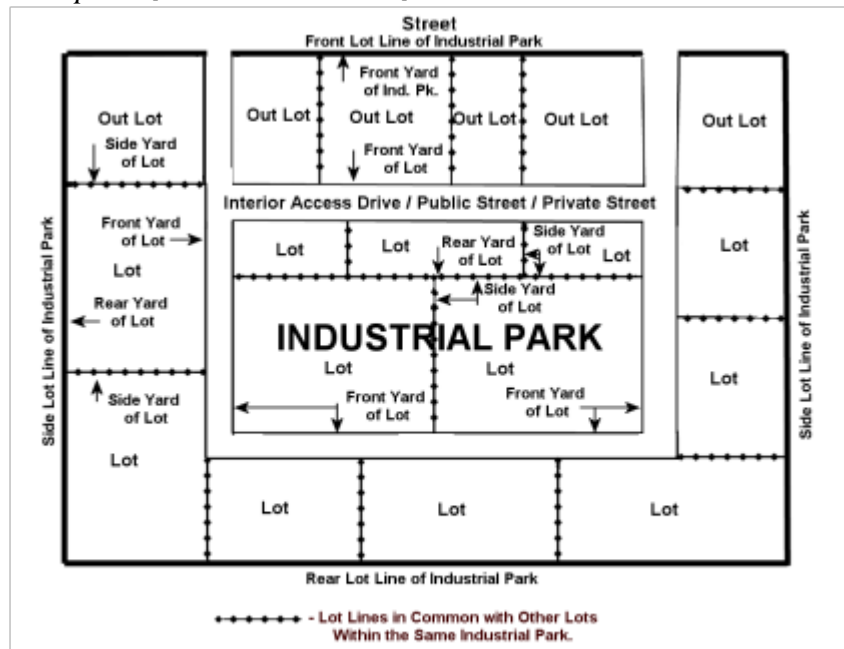 Street
Front Lot Line of Industrial Park
Front Yard
of Ind. Pk.
Out Lot
Out Lot
Out Lot
Out Lot
Out Lot
Out Lot
Side Yard
of Lot
Front Yard
of Lot
Interior Access Drive / Public Street / Private Street
Front Yard
of Lot
Lot
Rear Yard
of Lot
Side Yard
of Lot
Lot
Lot
Lot
Rear Yard
of Lot
Side Yard
of Lot
Lot
Side Yard
of Lot
INDUSTRIAL PARK
Lot
Lot
Front Yard
of Lot
Front Yard
of Lot
Lot
Lot
Lot
Lot
Lot
Side Lot Line of Industrial Park
Side Lot Line of Industrial Park
Rear Lot Line of Industrial Park
- Lot Lines in Common with Other Lots
Within the Same Industrial Park.